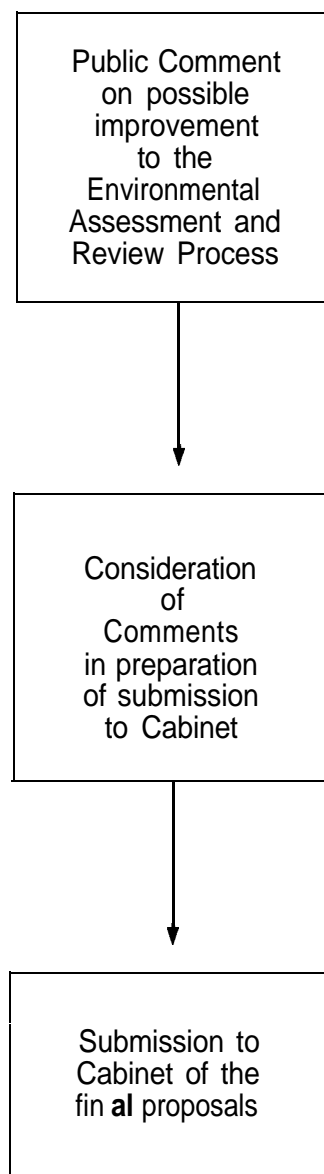 Public Comment
on possible
improvement
to the
Environmental
Assessment and
Review Process
Consideration
of
Comments
in preparation
of submission
to Cabinet
Submission to
Cabinet of the
fin al proposals